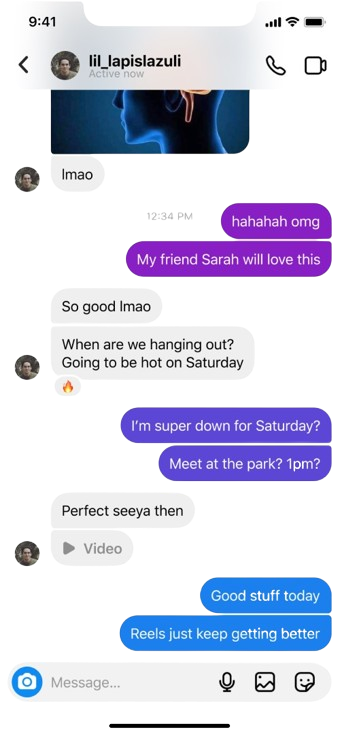 9:41
lil_lapislazuli
Active now
lmao
12:34 PM
hahahah omg
My friend Sarah will love this
So good lmao
When are we hanging out?
Going to be hot on Saturday
🔥
I'm super down for Saturday?
Meet at the park? 1pm?
Perfect seeya then
Video
Good stuff today
Reels just keep getting better
Message...